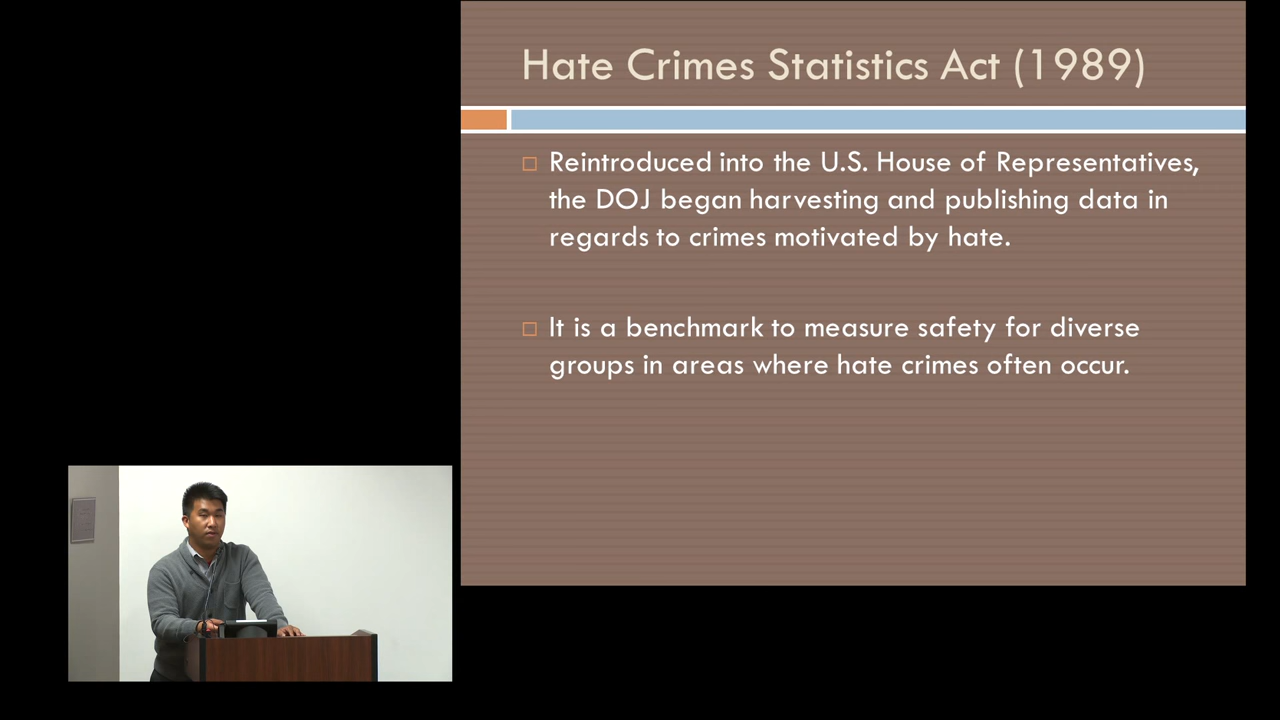 Hate Crimes Statistics Act (1989)
Reintroduced into the U.S. House of Representatives,
the DOJ began harvesting and publishing data in
regards to crimes motivated by hate.
It is a benchmark to measure safety for diverse
groups in areas where hate crimes often occur.